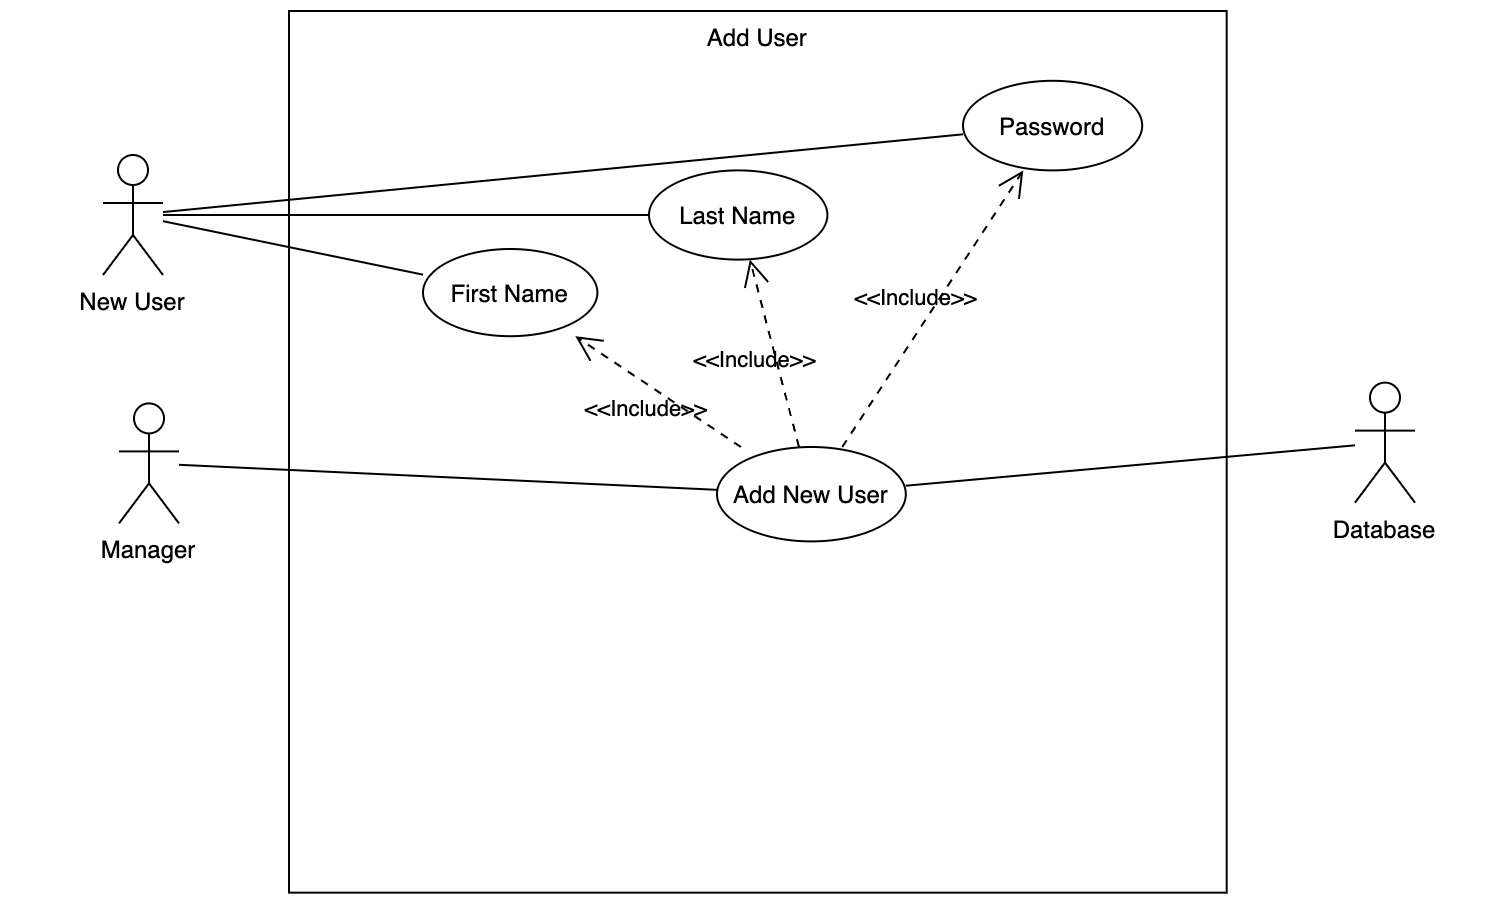 Add User
Password
Last Name
First Name
New User
<<Include>>
<<Include>>
<<Include>>
Manager
Add New User
Database